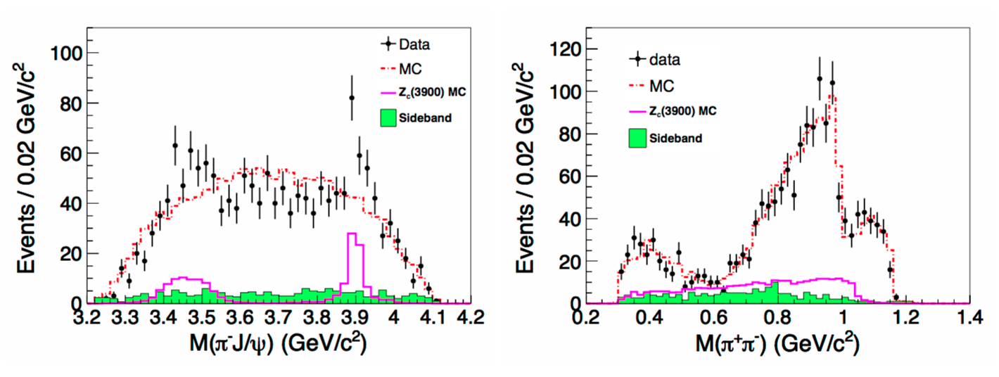 Events / 0.02 GeV/c²
100
80
60
40
20
0
3.2 3.3 3.4 3.5 3.6 3.7 3.8 3.9 4 4.1 4.2
M(π⁻J/ψ) (GeV/c²)
Data
MC
Zc(3900) MC
Sideband
Events / 0.02 GeV/c²
120
100
80
60
40
20
0
0.2 0.4 0.6 0.8 1 1.2 1.4
M(π⁺π⁻) (GeV/c²)
data
MC
Zc(3900) MC
Sideband